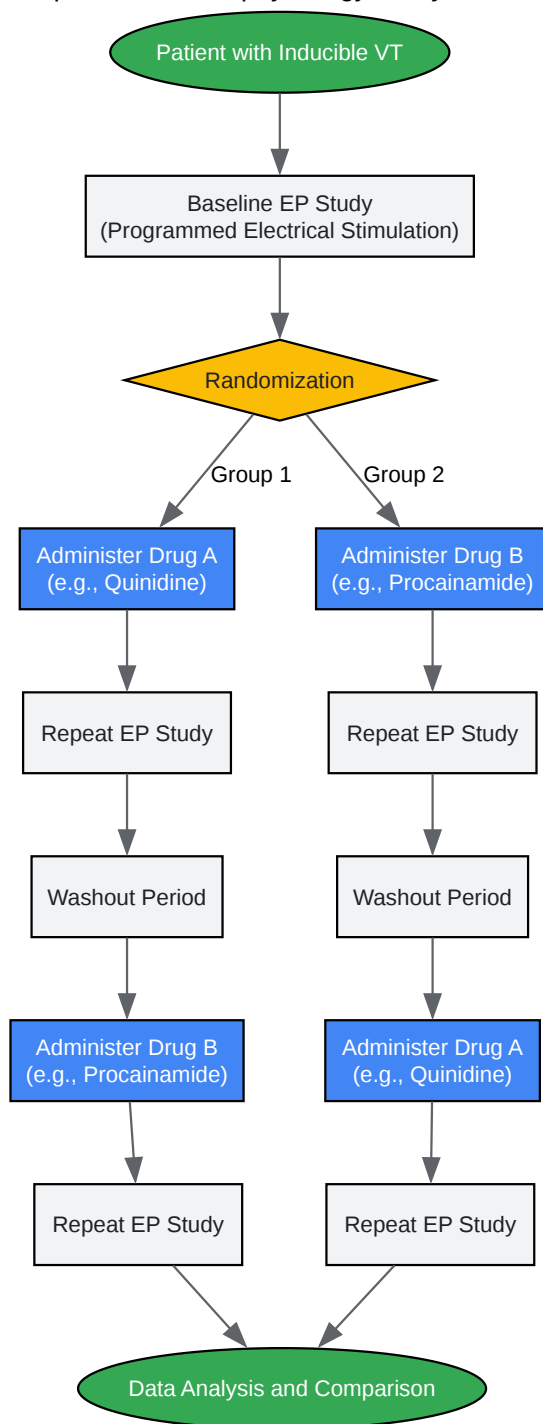 Patient with Inducible VT
Baseline EP Study
(Programmed Electrical Stimulation)
Randomization
Group 1
Group 2
Administer Drug A
(e.g., Quinidine)
Administer Drug B
(e.g., Procainamide)
Repeat EP Study
Repeat EP Study
Washout Period
Washout Period
Administer Drug B
(e.g., Procainamide)
Administer Drug A
(e.g., Quinidine)
Repeat EP Study
Repeat EP Study
Data Analysis and Comparison